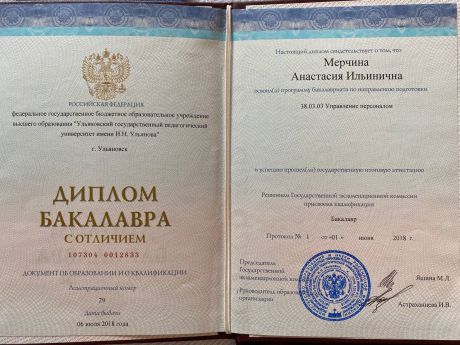 РОССИЙСКАЯ ФЕДЕРАЦИЯ
федеральное государственное бюджетное образовательное учреждение
высшего образования "Ульяновский государственный педагогический
университет имени И.Н. Ульянова"
г. Ульяновск
ДИПЛОМ
БАКАЛАВРА
С ОТЛИЧИЕМ
107304 0012833
ДОКУМЕНТ ОБ ОБРАЗОВАНИИ И О КВАЛИФИКАЦИИ
Регистрационный номер
29
Дата выдачи
06 июля 2018 года
Настоящий диплом свидетельствует о том, что
Мерчина
Анастасия Ильинична
освоил(а) программу бакалавриата по направлению подготовки
38.03.03 Управление персоналом
и успешно прошел(ла) государственную итоговую аттестацию
Решением Государственной экзаменационной комиссии
присвоена квалификация
Бакалавр
Протокол № 1 от «01» июня 2018 г.
Председатель
Государственной
экзаменационной
Яшина М.Л.
Руководитель
организации
Астраханцева И.В.